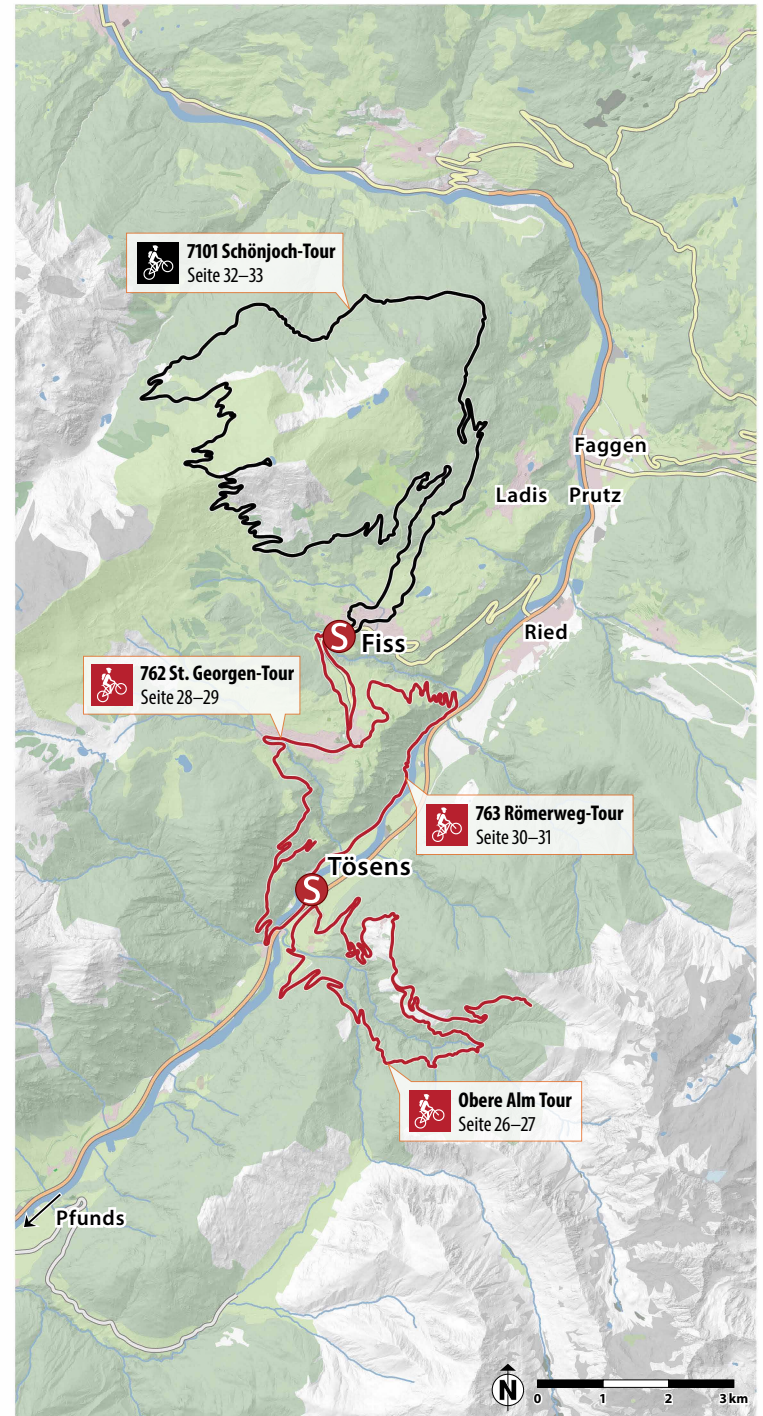 7101 Schönjoch-Tour
Seite 32–33
Faggen
Ladis
Prutz
S
Fiss
Ried
762 St. Georgen-Tour
Seite 28–29
763 Römerweg-Tour
Seite 30–31
Tösens
S
Obere Alm Tour
Seite 26–27
Pfunds
N
0 1 2 3 km